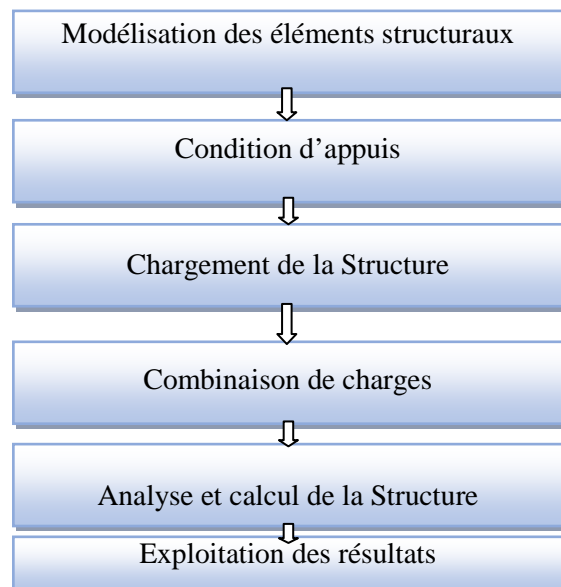 Modélisation des éléments structuraux
Condition d’appuis
Chargement de la Structure
Combinaison de charges
Analyse et calcul de la Structure
Exploitation des résultats